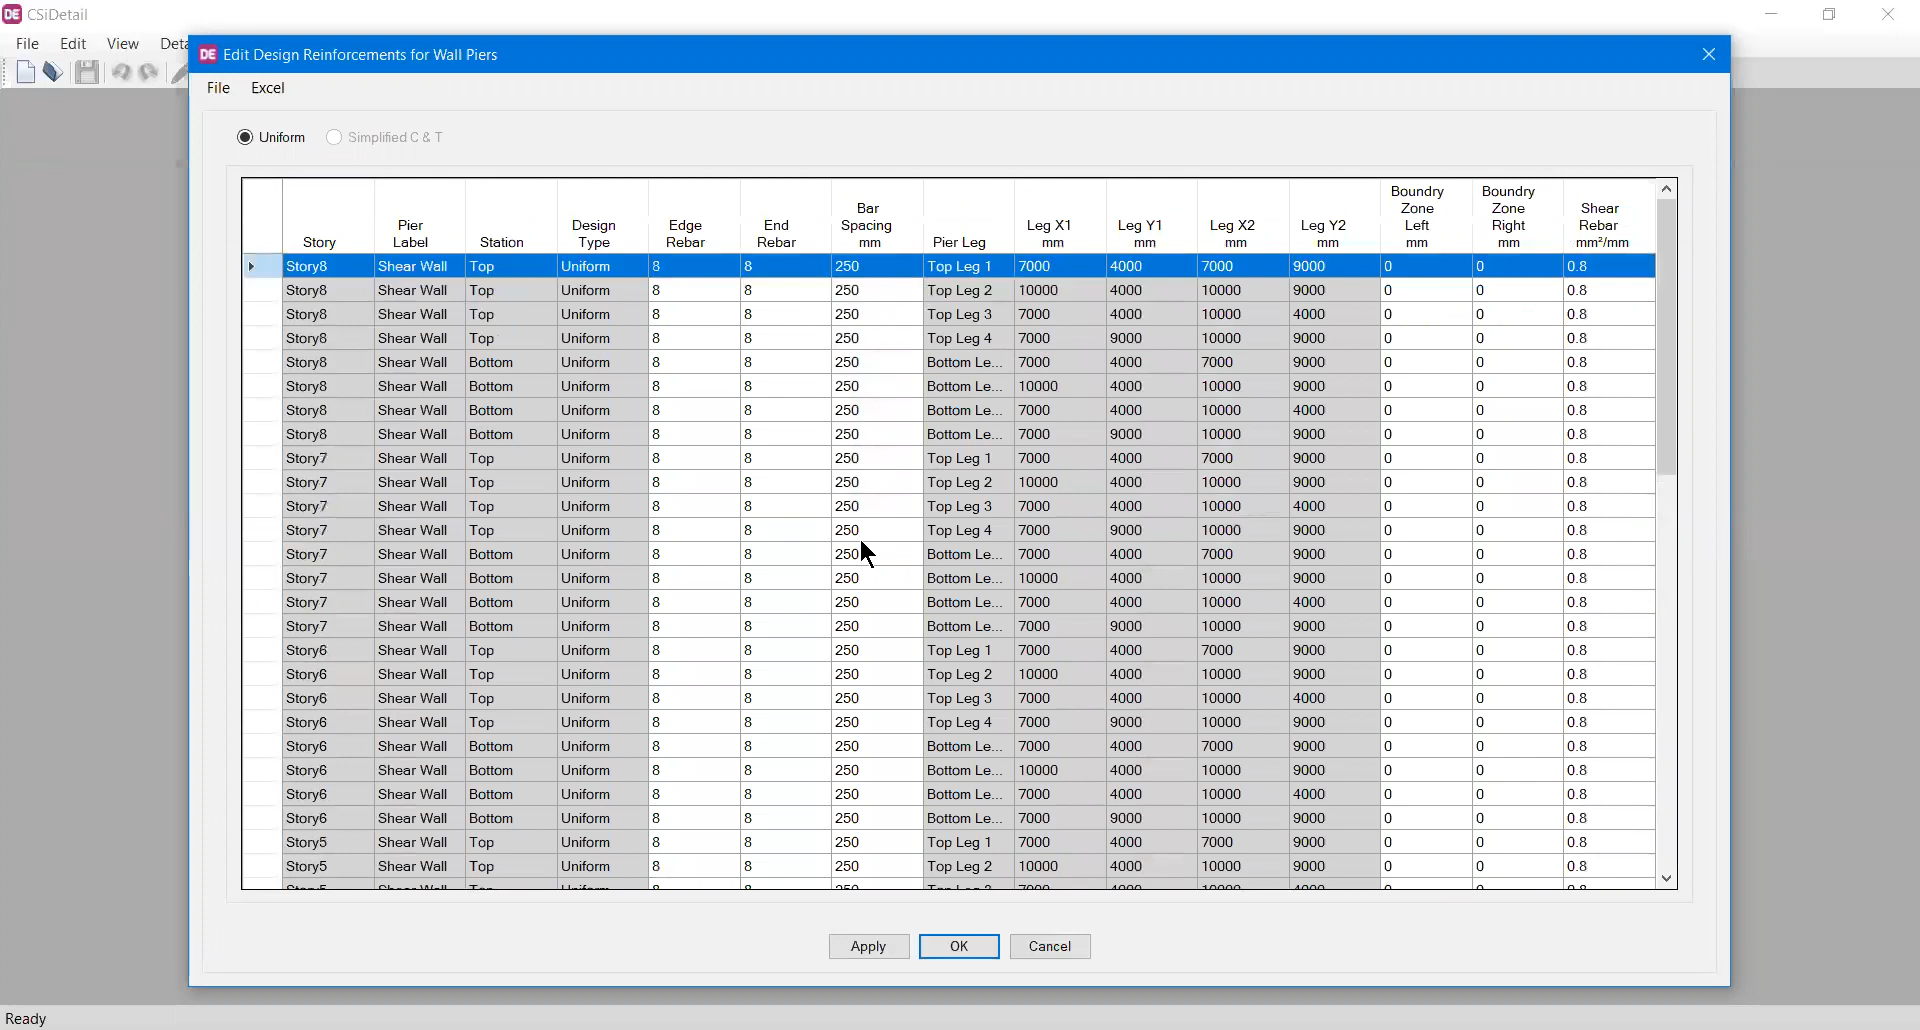 DE CSiDetail
File Edit View Deta
DE Edit Design Reinforcements for Wall Piers
File Excel
Uniform Simplified C & T
Story Pier Label Station Design Type Edge Rebar End Rebar Bar Spacing mm Pier Leg Leg X1 mm Leg Y1 mm Leg X2 mm Leg Y2 mm Boundry Zone Left mm Boundry Zone Right mm Shear Rebar mm²/mm
Story8 Shear Wall Top Uniform 8 8 250 Top Leg 1 7000 4000 7000 9000 0 0 0.8
Story8 Shear Wall Top Uniform 8 8 250 Top Leg 2 10000 4000 10000 9000 0 0 0.8
Story8 Shear Wall Top Uniform 8 8 250 Top Leg 3 7000 4000 10000 4000 0 0 0.8
Story8 Shear Wall Top Uniform 8 8 250 Top Leg 4 7000 9000 10000 9000 0 0 0.8
Story8 Shear Wall Bottom Uniform 8 8 250 Bottom Le... 7000 4000 7000 9000 0 0 0.8
Story8 Shear Wall Bottom Uniform 8 8 250 Bottom Le... 10000 4000 10000 9000 0 0 0.8
Story8 Shear Wall Bottom Uniform 8 8 250 Bottom Le... 7000 4000 10000 4000 0 0 0.8
Story8 Shear Wall Bottom Uniform 8 8 250 Bottom Le... 7000 9000 10000 9000 0 0 0.8
Story7 Shear Wall Top Uniform 8 8 250 Top Leg 1 7000 4000 7000 9000 0 0 0.8
Story7 Shear Wall Top Uniform 8 8 250 Top Leg 2 10000 4000 10000 9000 0 0 0.8
Story7 Shear Wall Top Uniform 8 8 250 Top Leg 3 7000 4000 10000 4000 0 0 0.8
Story7 Shear Wall Top Uniform 8 8 250 Top Leg 4 7000 9000 10000 9000 0 0 0.8
Story7 Shear Wall Bottom Uniform 8 8 250 Bottom Le... 7000 4000 7000 9000 0 0 0.8
Story7 Shear Wall Bottom Uniform 8 8 250 Bottom Le... 10000 4000 10000 9000 0 0 0.8
Story7 Shear Wall Bottom Uniform 8 8 250 Bottom Le... 7000 4000 10000 4000 0 0 0.8
Story7 Shear Wall Bottom Uniform 8 8 250 Bottom Le... 7000 9000 10000 9000 0 0 0.8
Story6 Shear Wall Top Uniform 8 8 250 Top Leg 1 7000 4000 7000 9000 0 0 0.8
Story6 Shear Wall Top Uniform 8 8 250 Top Leg 2 10000 4000 10000 9000 0 0 0.8
Story6 Shear Wall Top Uniform 8 8 250 Top Leg 3 7000 4000 10000 4000 0 0 0.8
Story6 Shear Wall Top Uniform 8 8 250 Top Leg 4 7000 9000 10000 9000 0 0 0.8
Story6 Shear Wall Bottom Uniform 8 8 250 Bottom Le... 7000 4000 7000 9000 0 0 0.8
Story6 Shear Wall Bottom Uniform 8 8 250 Bottom Le... 10000 4000 10000 9000 0 0 0.8
Story6 Shear Wall Bottom Uniform 8 8 250 Bottom Le... 7000 4000 10000 4000 0 0 0.8
Story6 Shear Wall Bottom Uniform 8 8 250 Bottom Le... 7000 9000 10000 9000 0 0 0.8
Story5 Shear Wall Top Uniform 8 8 250 Top Leg 1 7000 4000 7000 9000 0 0 0.8
Story5 Shear Wall Top Uniform 8 8 250 Top Leg 2 10000 4000 10000 9000 0 0 0.8
Apply OK Cancel
Ready